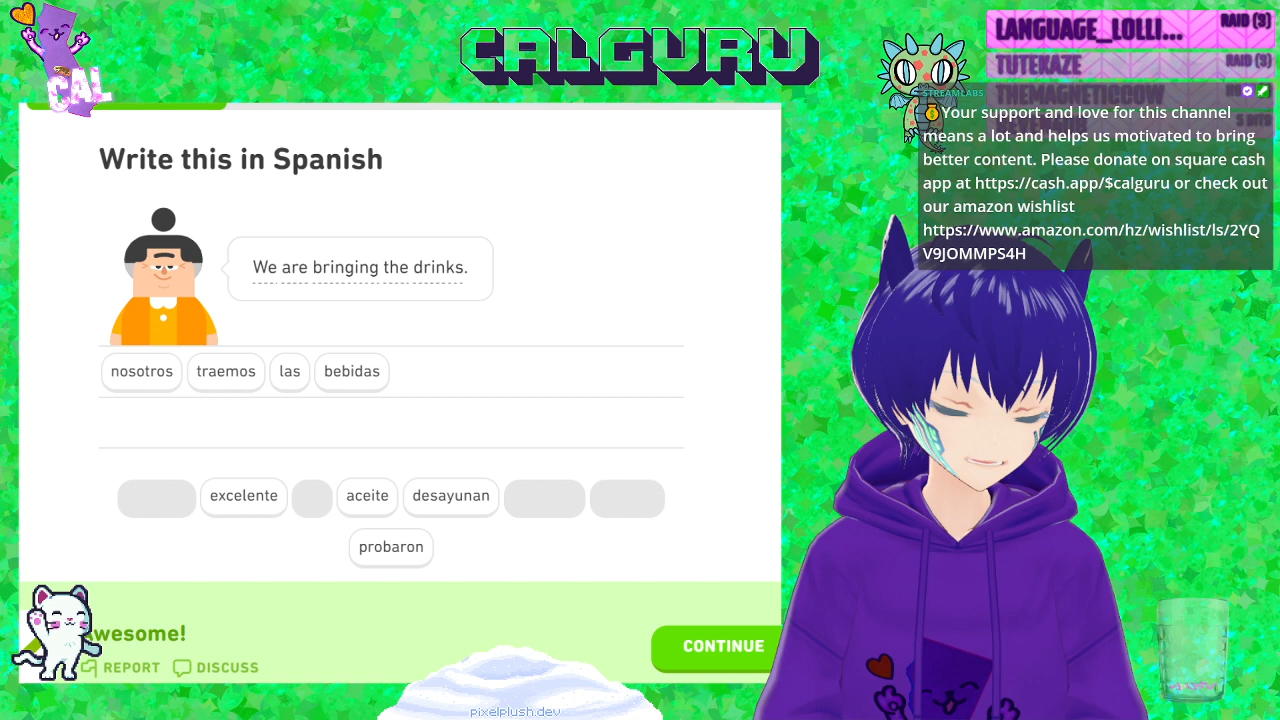 CAL
CALGURU
LANGUAGE_LOLLI... RAID (3)
TUTEKAZE RAID (3)
THEMAGNETICCOW
STREAMLABS
5 BITS
Your support and love for this channel
means a lot and helps us motivated to bring
better content. Please donate on square cash
app at https://cash.app/$calguru or check out
our amazon wishlist
https://www.amazon.com/hz/wishlist/ls/2YQ
V9JOMMPS4H
Write this in Spanish
We are bringing the drinks.
nosotros traemos las bebidas
excelente aceite desayunan
probaron
wesome!
REPORT DISCUSS
CONTINUE
pixelplush.dev